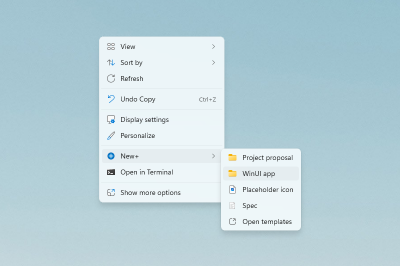 View
Sort by
Refresh
Undo Copy Ctrl+Z
Display settings
Personalize
New+
Open in Terminal
Show more options
Project proposal
WinUI app
Placeholder icon
Spec
Open templates